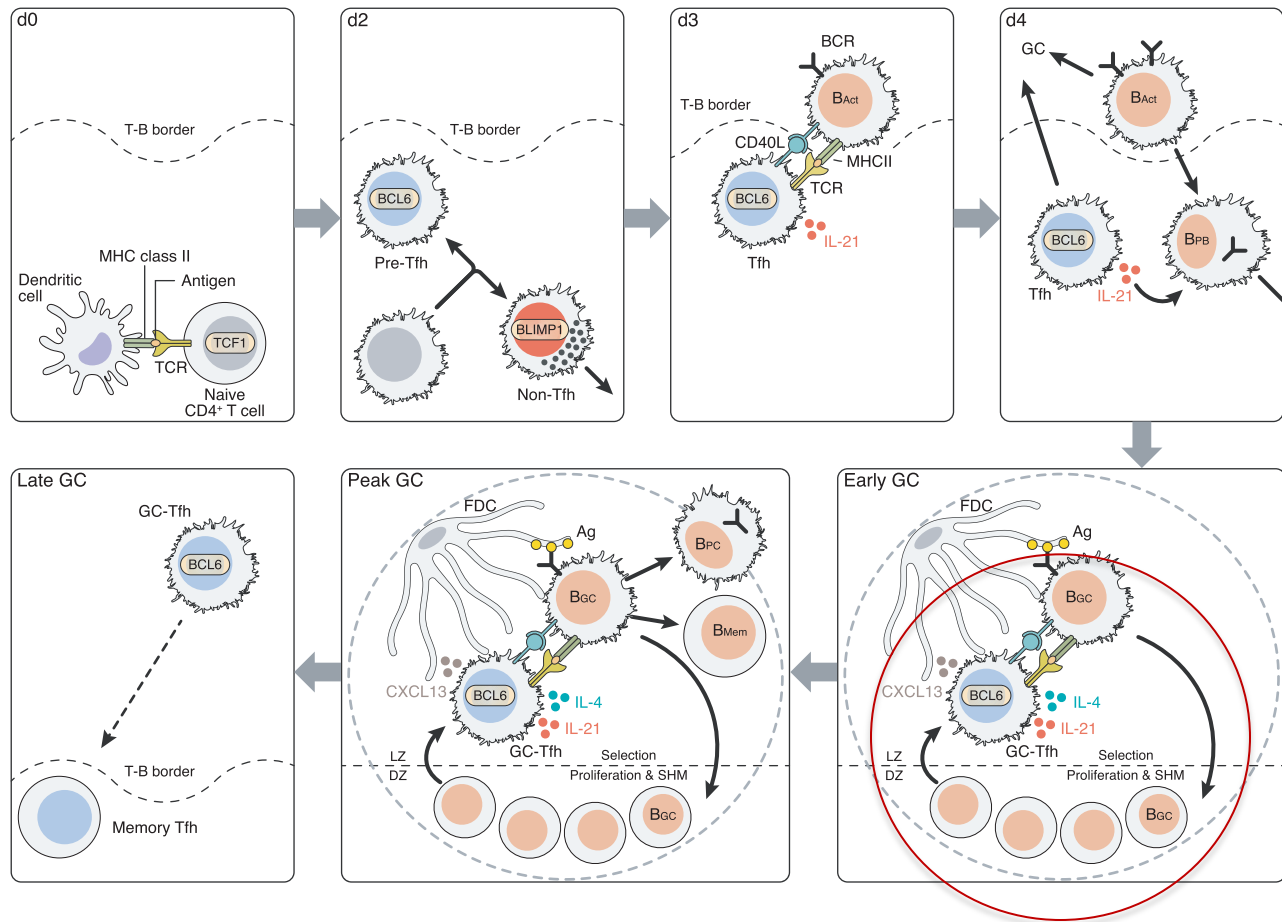 d0
T-B border
MHC class II
Antigen
Dendritic
cell
TCF1
TCR
Naive
CD4⁺ T cell
d2
T-B border
BCL6
Pre-Tfh
BLIMP1
Non-Tfh
d3
BCR
BAct
T-B border
CD40L
MHCII
TCR
BCL6
IL-21
Tfh
d4
GC
BAct
BCL6
BPB
Tfh
IL-21
Late GC
GC-Tfh
BCL6
T-B border
Memory Tfh
Peak GC
FDC
Ag
BPC
BGC
BMem
CXCL13
BCL6
IL-4
IL-21
GC-Tfh
LZ
Selection
DZ
Proliferation & SHM
BGC
Early GC
FDC
Ag
BGC
CXCL13
BCL6
IL-4
IL-21
GC-Tfh
LZ
Selection
DZ
Proliferation & SHM
BGC